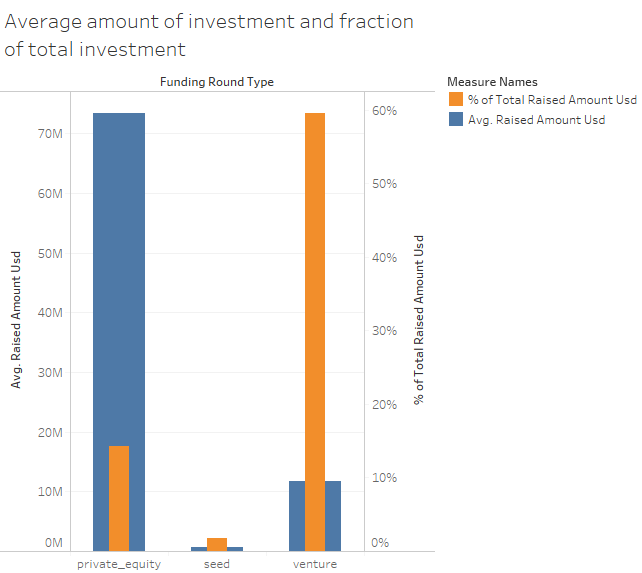 Average amount of investment and fraction
of total investment
Funding Round Type
Measure Names
% of Total Raised Amount Usd
Avg. Raised Amount Usd
70M
60M
50M
40M
30M
20M
10M
0M
Avg. Raised Amount Usd
60%
50%
40%
30%
20%
10%
0%
% of Total Raised Amount Usd
private_equity
seed
venture